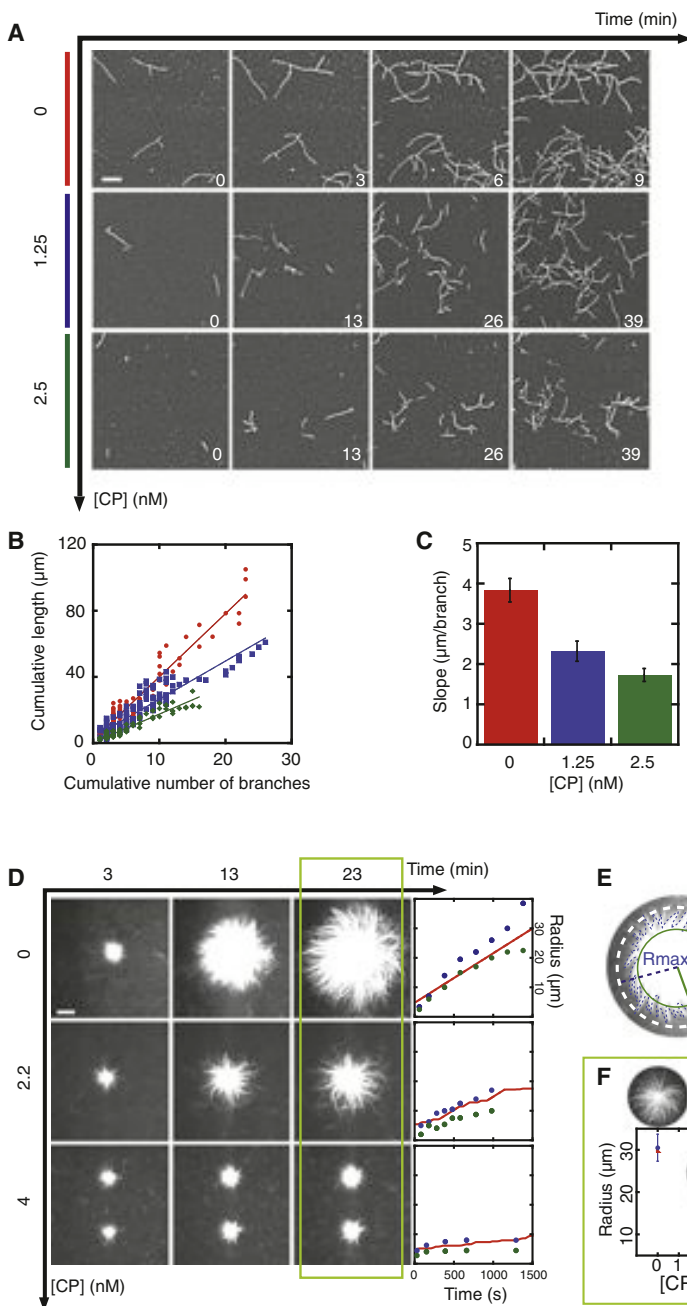 A
Time (min)
0
0
3
6
9
1.25
0
13
26
39
2.5
0
13
26
39
[CP] (nM)
B
Cumulative length (µm)
120
80
40
0
0
10
20
30
Cumulative number of branches
C
Slope (µm/branch)
5
4
3
2
1
0
0
1.25
2.5
[CP] (nM)
D
3
13
23
Time (min)
0
2.2
4
[CP] (nM)
Radius (µm)
30
20
10
0
500
1000
1500
Time (s)
E
Rmax
F
Radius (µm)
30
20
10
0
1
[CP